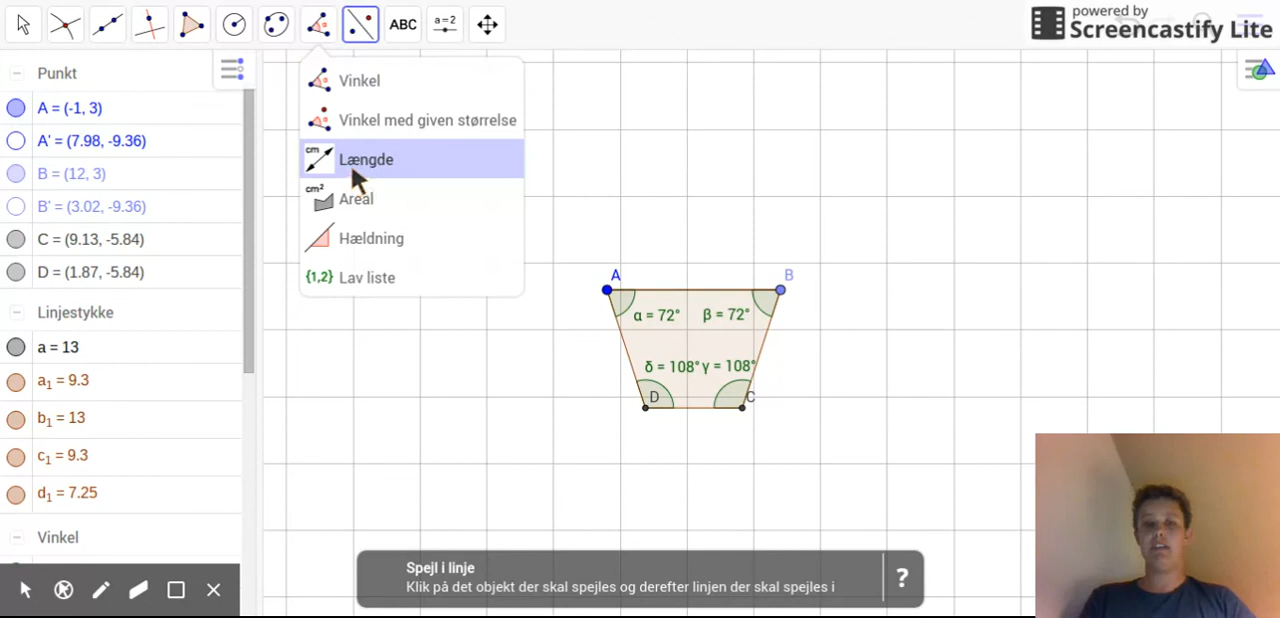 ABC
a=2
powered by
Screencastify Lite
Punkt
A = (-1, 3)
A' = (7.98, -9.36)
B = (12, 3)
B' = (3.02, -9.36)
C = (9.13, -5.84)
D = (1.87, -5.84)
Linjestykke
a = 13
a₁ = 9.3
b₁ = 13
c₁ = 9.3
d₁ = 7.25
Vinkel
Vinkel
Vinkel med given størrelse
cm
Længde
cm²
Areal
Hældning
{1,2} Lav liste
A
B
α = 72°
β = 72°
δ = 108°
γ = 108°
D
C
Spejl i linje
Klik på det objekt der skal spejles og derefter linjen der skal spejles i
?